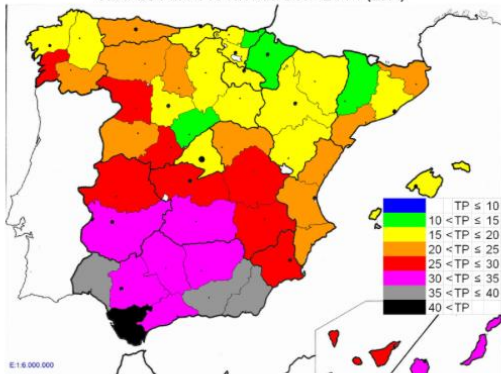 TP ≤ 10
10 < TP ≤ 15
15 < TP ≤ 20
20 < TP ≤ 25
25 < TP ≤ 30
30 < TP ≤ 35
35 < TP ≤ 40
40 < TP
E:1:6.000.000